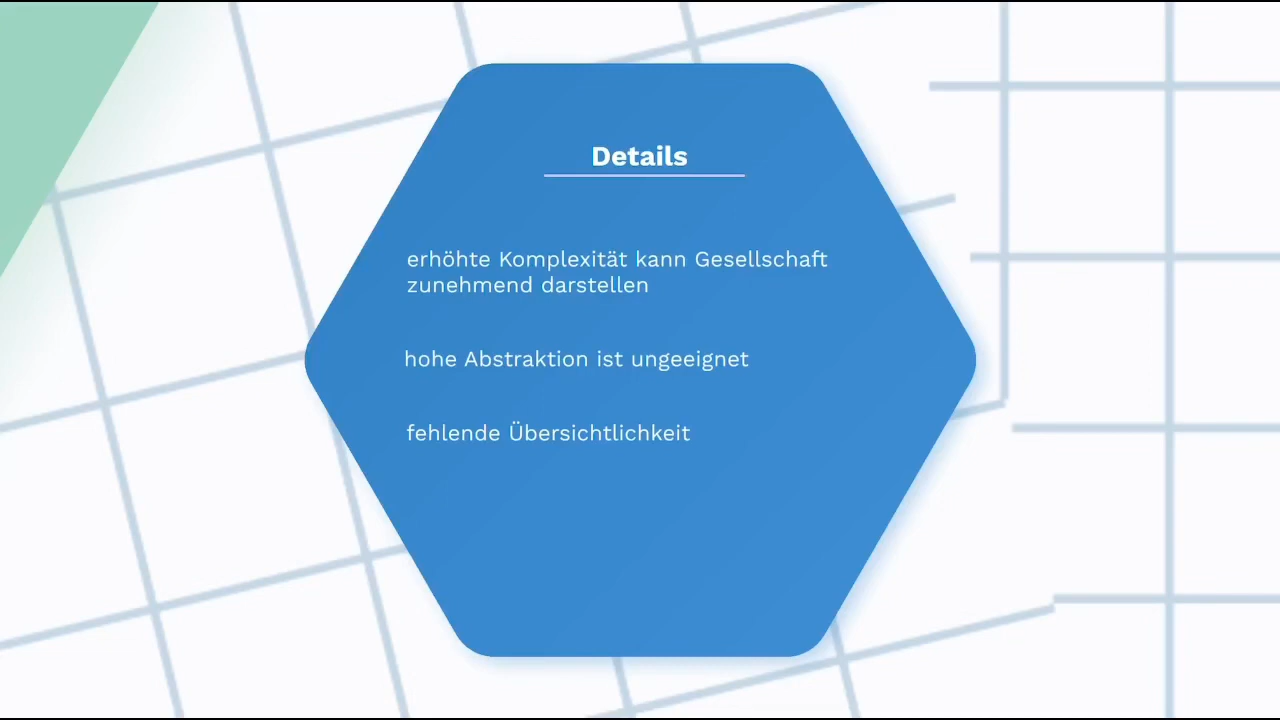 Details
erhöhte Komplexität kann Gesellschaft
zunehmend darstellen
hohe Abstraktion ist ungeeignet
fehlende Übersichtlichkeit